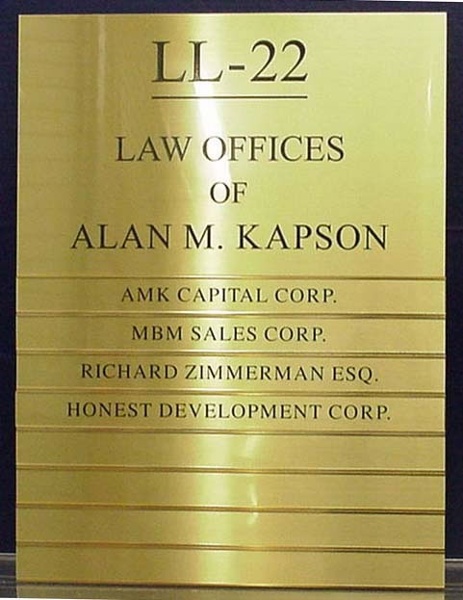 LL-22
LAW OFFICES
OF
ALAN M. KAPSON
AMK CAPITAL CORP.
MBM SALES CORP.
RICHARD ZIMMERMAN ESQ.
HONEST DEVELOPMENT CORP.